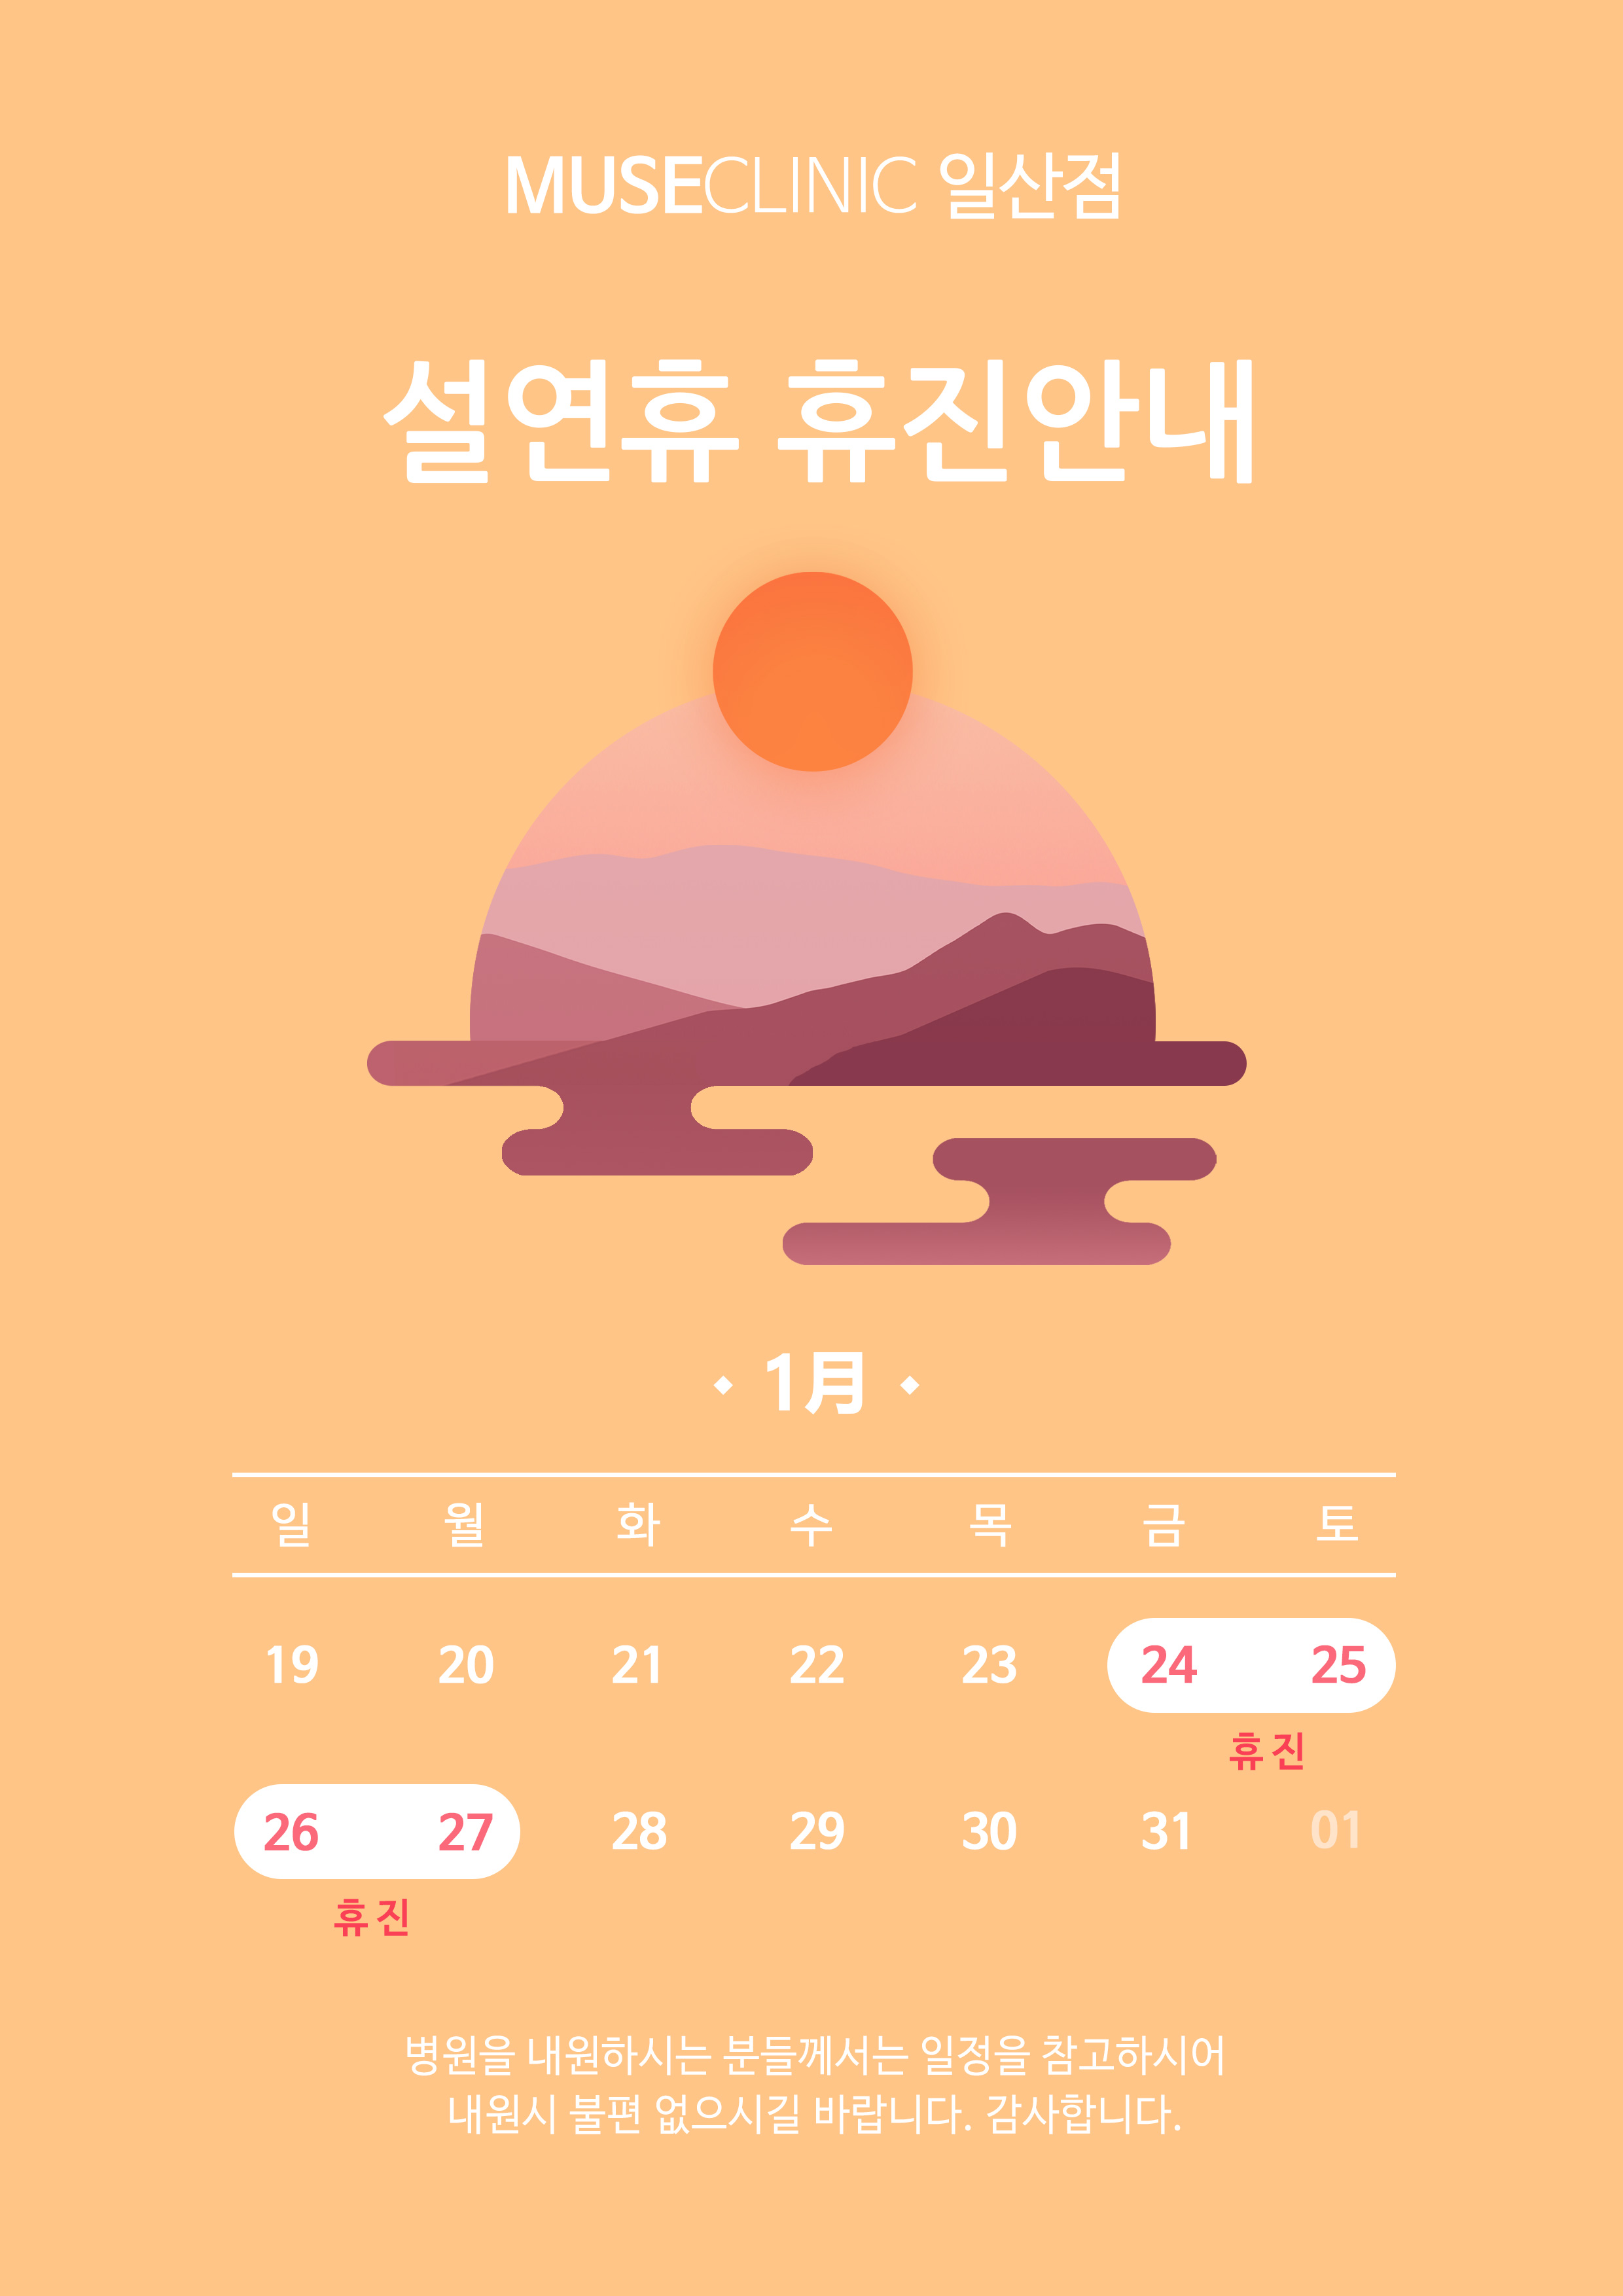 MUSECLINIC 일산점
설연휴 휴진안내
1月
일 월 화 수 목 금 토
19 20 21 22 23 24 25
휴진
26 27 28 29 30 31 01
휴진
병원을 내원하시는 분들께서는 일정을 참고하시어
내원시 불편 없으시길 바랍니다. 감사합니다.